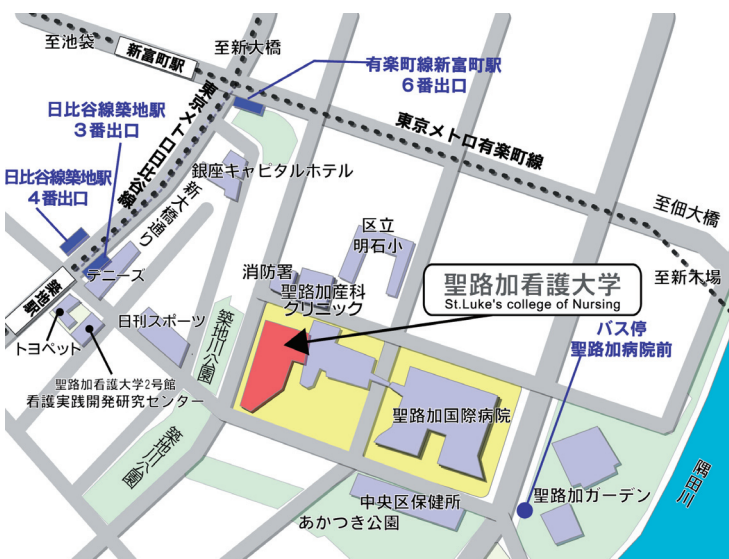 至池袋
新富町駅
至新大橋
有楽町線新富町駅
6番出口
日比谷線築地駅
3番出口
東京メトロ日比谷線
東京メトロ有楽町線
日比谷線築地駅
4番出口
新大橋通り
銀座キャピタルホテル
至佃大橋
区立
明石小
築地駅
デニーズ
消防署
聖路加産科
クリニック
聖路加看護大学
St.Luke's college of Nursing
至新木場
トヨペット
日刊スポーツ
築地川公園
バス停
聖路加病院前
聖路加看護大学2号館
看護実践開発研究センター
聖路加国際病院
築地川公園
中央区保健所
あかつき公園
聖路加ガーデン
隅田川